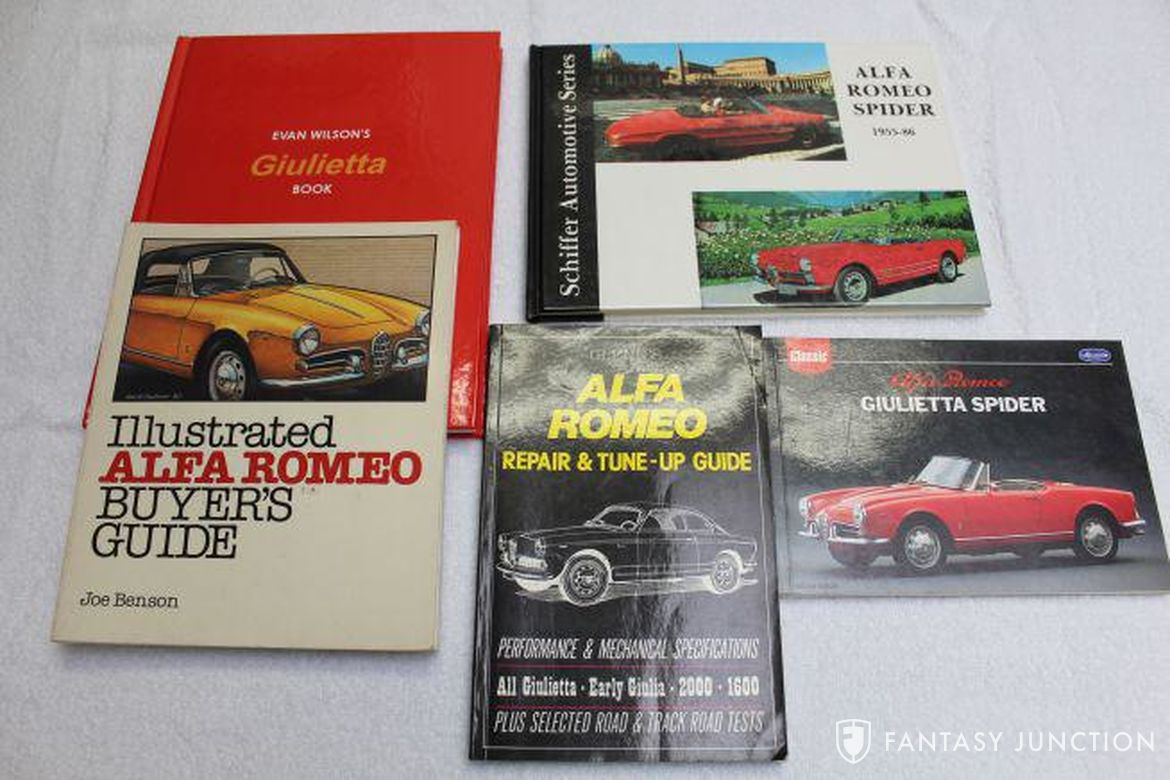 EVAN WILSON'S
Giulietta
BOOK
Schiffer Automotive Series
ALFA
ROMEO
SPIDER
1955-86
Illustrated
ALFA ROMEO
BUYER'S
GUIDE
Joe Benson
ALFA
ROMEO
REPAIR & TUNE-UP GUIDE
PERFORMANCE & MECHANICAL SPECIFICATIONS
All Giulietta · Early Giulia · 2000 · 1600
PLUS SELECTED ROAD & TRACK ROAD TESTS
Classic
Alfa Romeo
GIULIETTA SPIDER
FANTASY JUNCTION